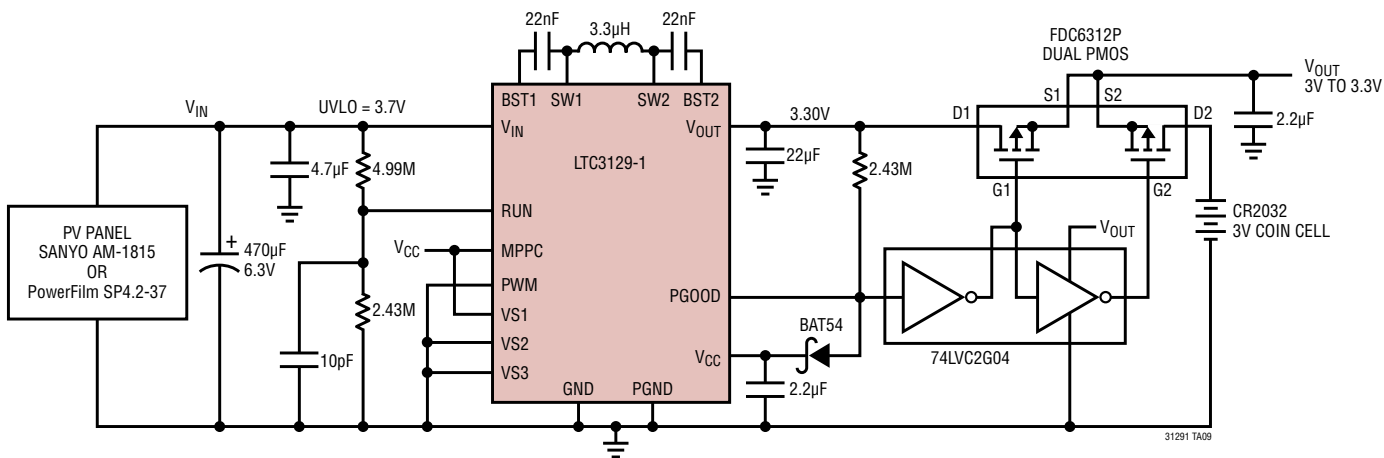 22nF
3.3µH
22nF
BST1 SW1 SW2 BST2
FDC6312P
DUAL PMOS
VOUT
3V TO 3.3V
VIN
UVLO = 3.7V
VIN
VOUT
3.30V
D1
S1
S2
D2
2.2µF
4.7µF
4.99M
LTC3129-1
22µF
2.43M
G1
G2
PV PANEL
SANYO AM-1815
OR
PowerFilm SP4.2-37
+
470µF
6.3V
RUN
VCC
MPPC
PWM
VS1
VS2
VS3
2.43M
10pF
PGOOD
VCC
GND
PGND
BAT54
2.2µF
VOUT
74LVC2G04
CR2032
3V COIN CELL
31291 TA09